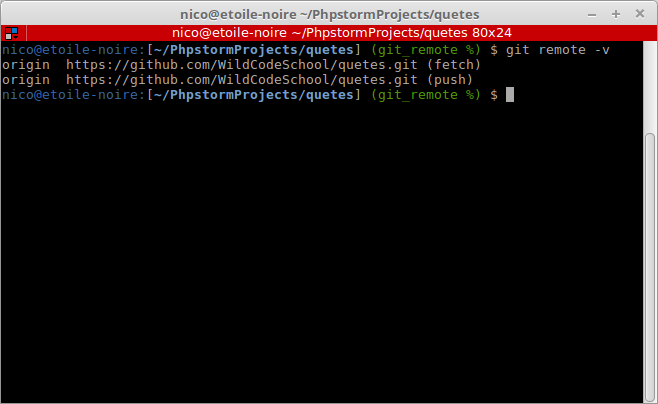 nico@etoile-noire ~/PhpstormProjects/quetes
nico@etoile-noire ~/PhpstormProjects/quetes 80x24
nico@etoile-noire:[~/PhpstormProjects/quetes] (git_remote %) $ git remote -v
origin  https://github.com/WildCodeSchool/quetes.git (fetch)
origin  https://github.com/WildCodeSchool/quetes.git (push)
nico@etoile-noire:[~/PhpstormProjects/quetes] (git_remote %) $